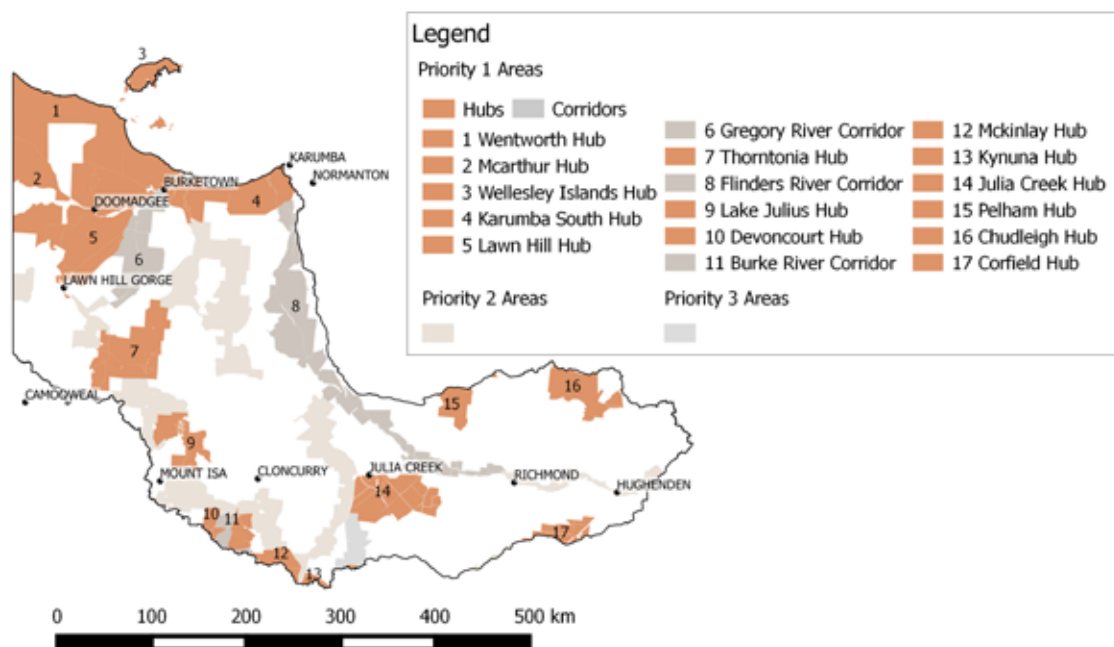 Legend
Priority 1 Areas
Hubs
Corridors
1 Wentworth Hub
2 Mcarthur Hub
3 Wellesley Islands Hub
4 Karumba South Hub
5 Lawn Hill Hub
6 Gregory River Corridor
7 Thorntonia Hub
8 Flinders River Corridor
9 Lake Julius Hub
10 Devoncourt Hub
11 Burke River Corridor
12 Mckinlay Hub
13 Kynuna Hub
14 Julia Creek Hub
15 Pelham Hub
16 Chudleigh Hub
17 Corfield Hub
Priority 2 Areas
Priority 3 Areas
3
1
KARUMBA
2
BURKETOWN
NORMANTON
DOOMADGEE
4
5
6
LAWN HILL GORGE
8
7
CAMOOWEAL
15
16
9
MOUNT ISA
CLONCURRY
JULIA CREEK
RICHMOND
HUGHENDEN
14
10
11
17
12
13
0 100 200 300 400 500 km